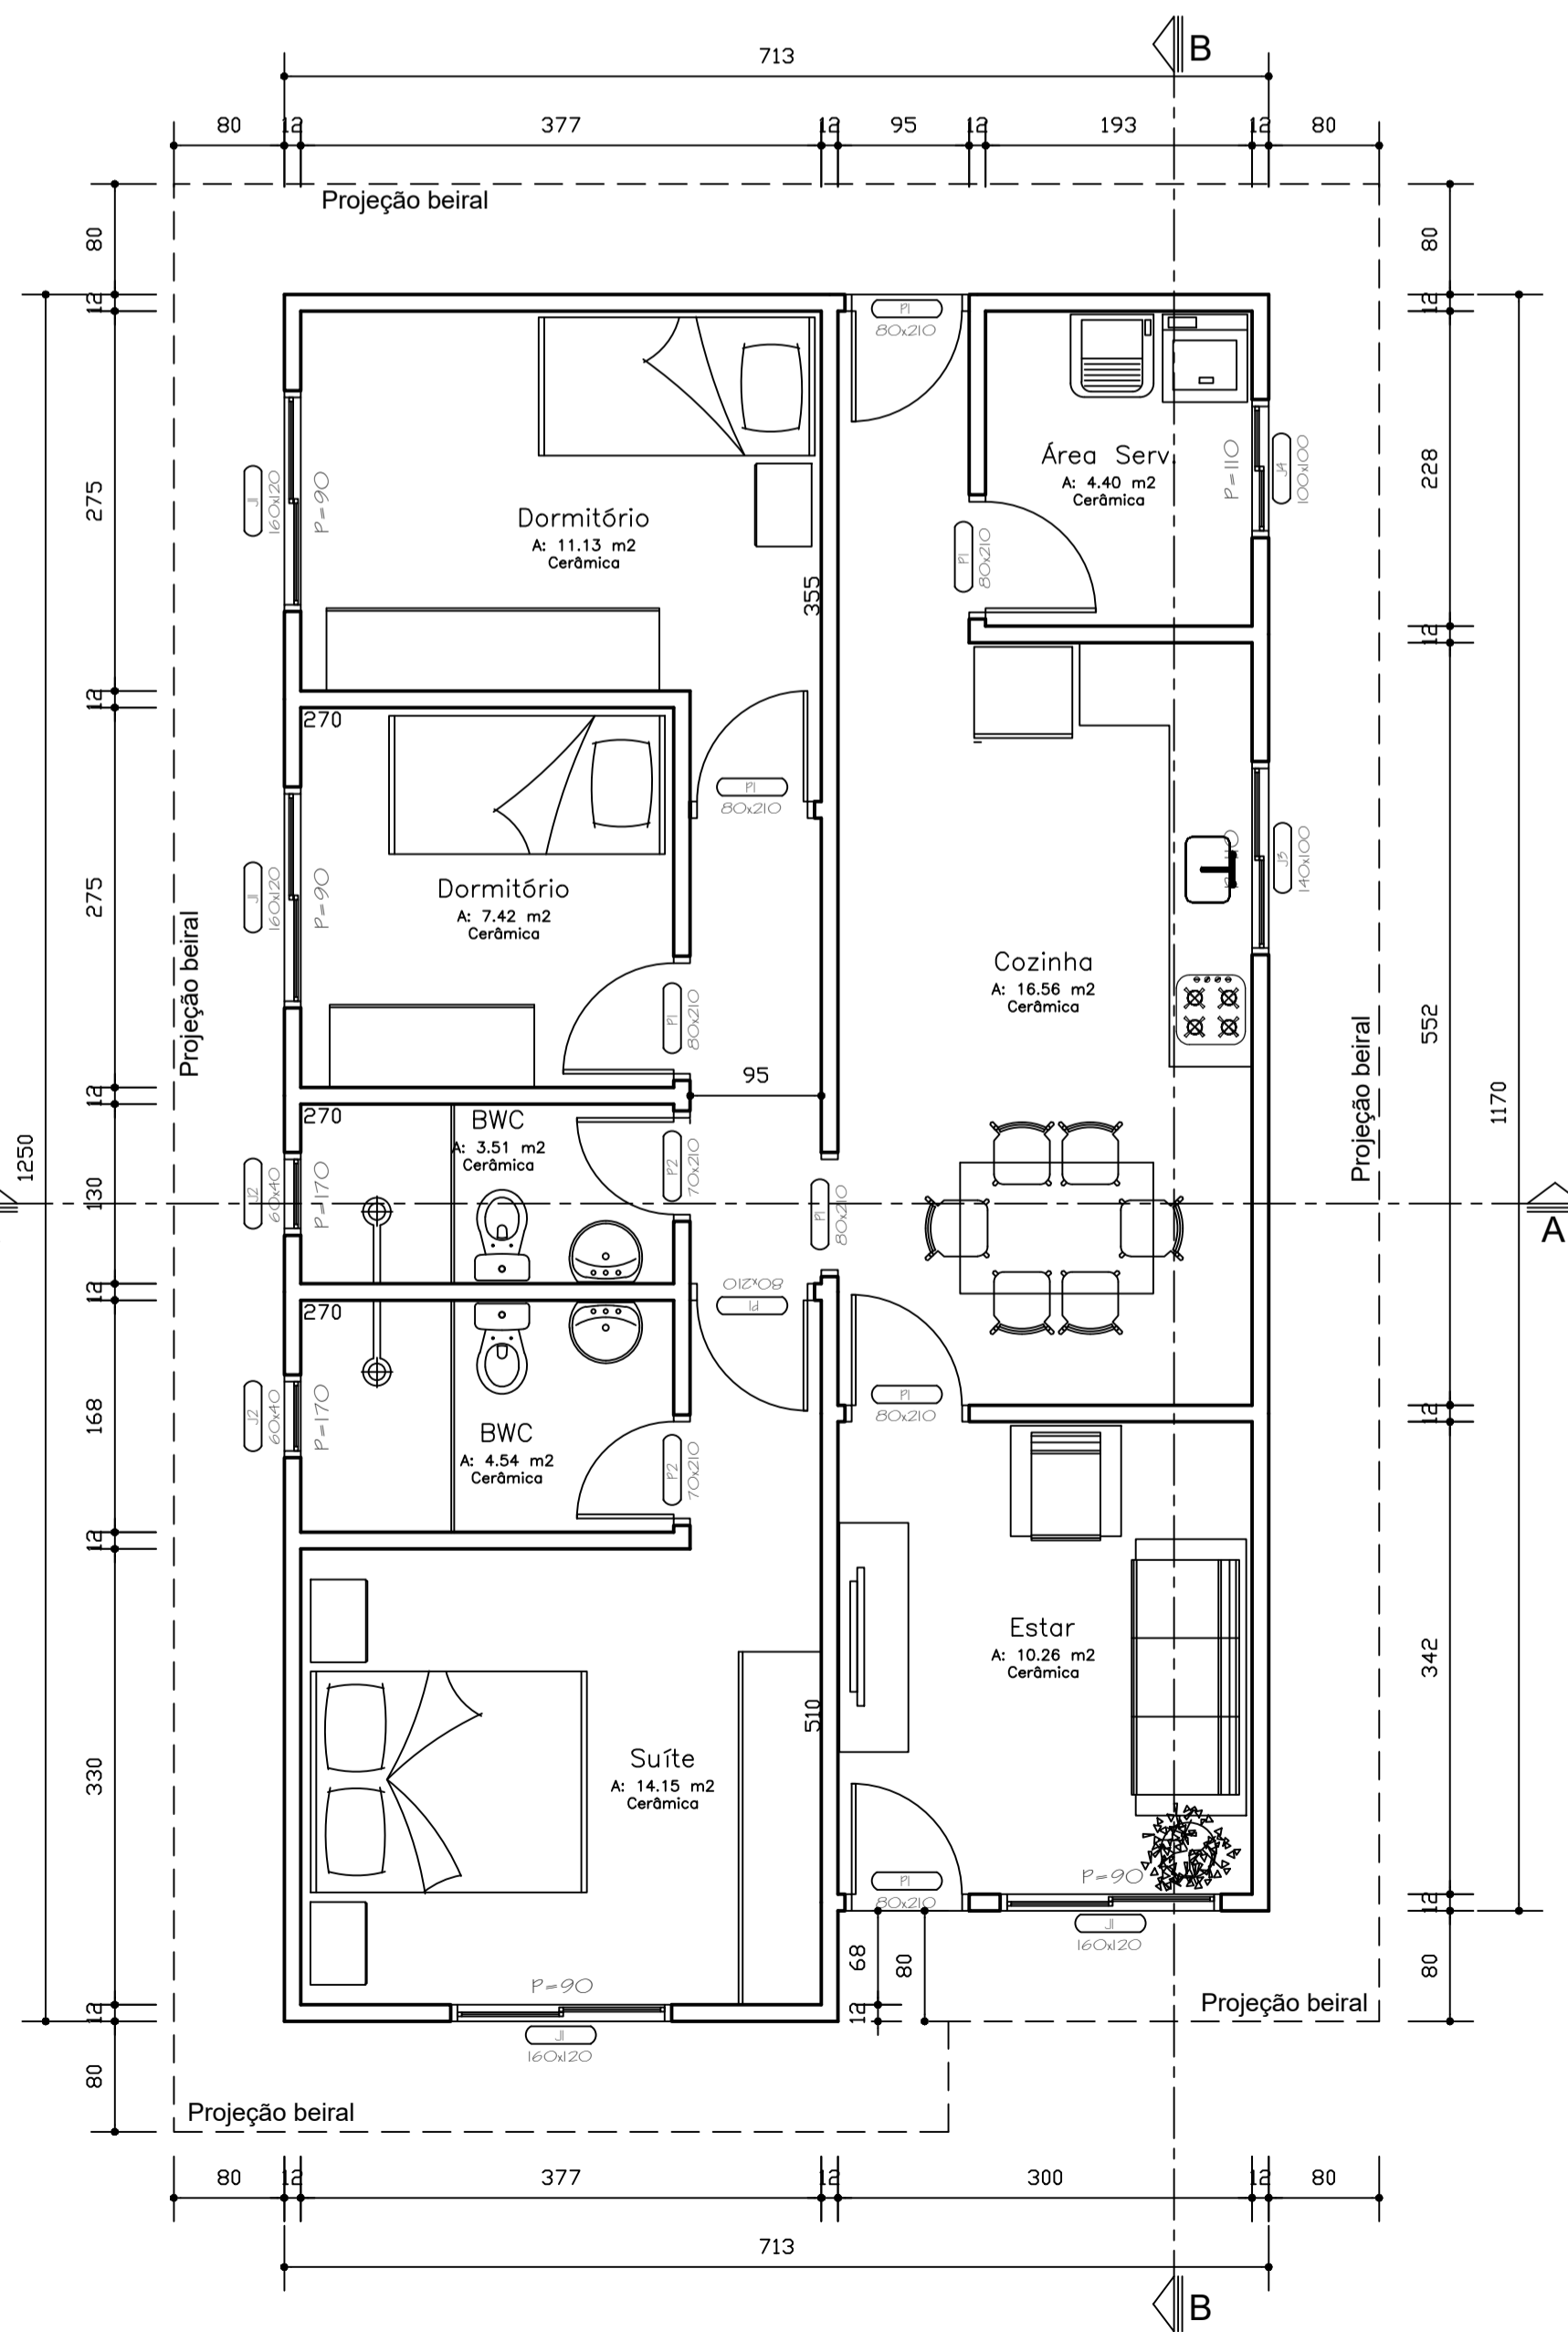 B
713
80
12
377
12
95
12
193
12
80
Projeção beiral
80
80
12
12
P1
80x210
Área Serv.
A: 4.40 m2
Cerâmica
P=110
J4
100x100
228
275
J1
160x120
P=90
Dormitório
A: 11.13 m2
Cerâmica
P1
80x210
355
12
12
270
P1
80x210
275
J1
160x120
P=90
Dormitório
A: 7.42 m2
Cerâmica
J3
140x100
Projeção beiral
Cozinha
A: 16.56 m2
Cerâmica
552
P1
80x210
95
Projeção beiral
1170
12
270
BWC
A: 3.51 m2
Cerâmica
1250
130
J2
60x40
P=170
P2
70x210
P1
80x210
A
12
270
80x210
P1
168
J2
60x40
P=170
P1
80x210
12
BWC
A: 4.54 m2
Cerâmica
P2
70x210
12
Estar
A: 10.26 m2
Cerâmica
342
510
330
Suíte
A: 14.15 m2
Cerâmica
P=90
P1
80x210
12
J1
160x120
68
80
80
P=90
12
12
Projeção beiral
J1
160x120
80
Projeção beiral
80
12
377
12
300
12
80
713
B